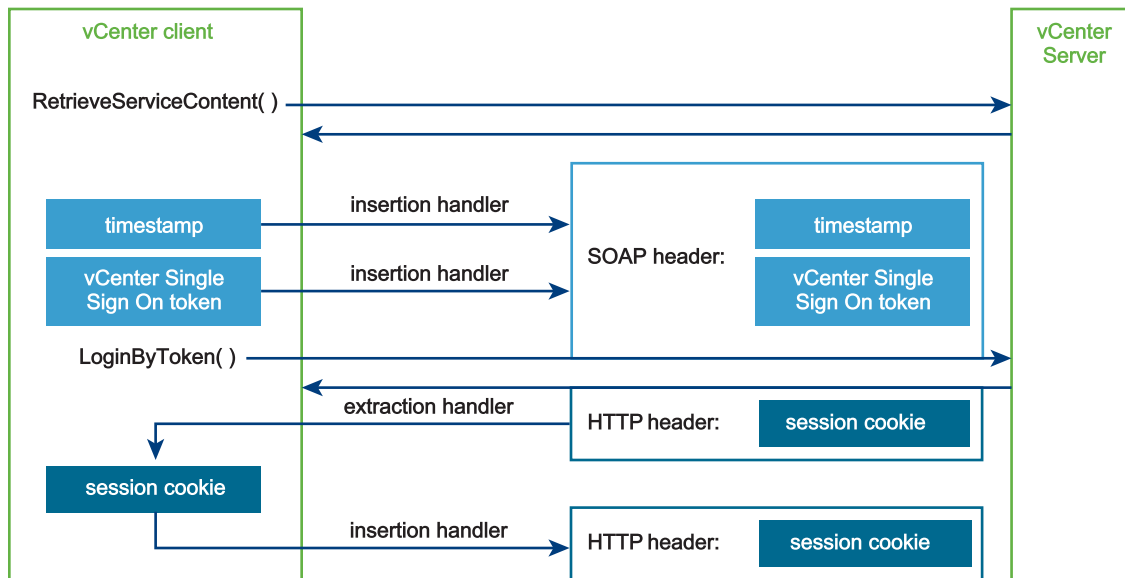 vCenter client
vCenter
Server
RetrieveServiceContent( )
insertion handler
timestamp
timestamp
SOAP header:
insertion handler
vCenter Single
Sign On token
vCenter Single
Sign On token
LoginByToken( )
extraction handler
HTTP header:
session cookie
session cookie
insertion handler
HTTP header:
session cookie